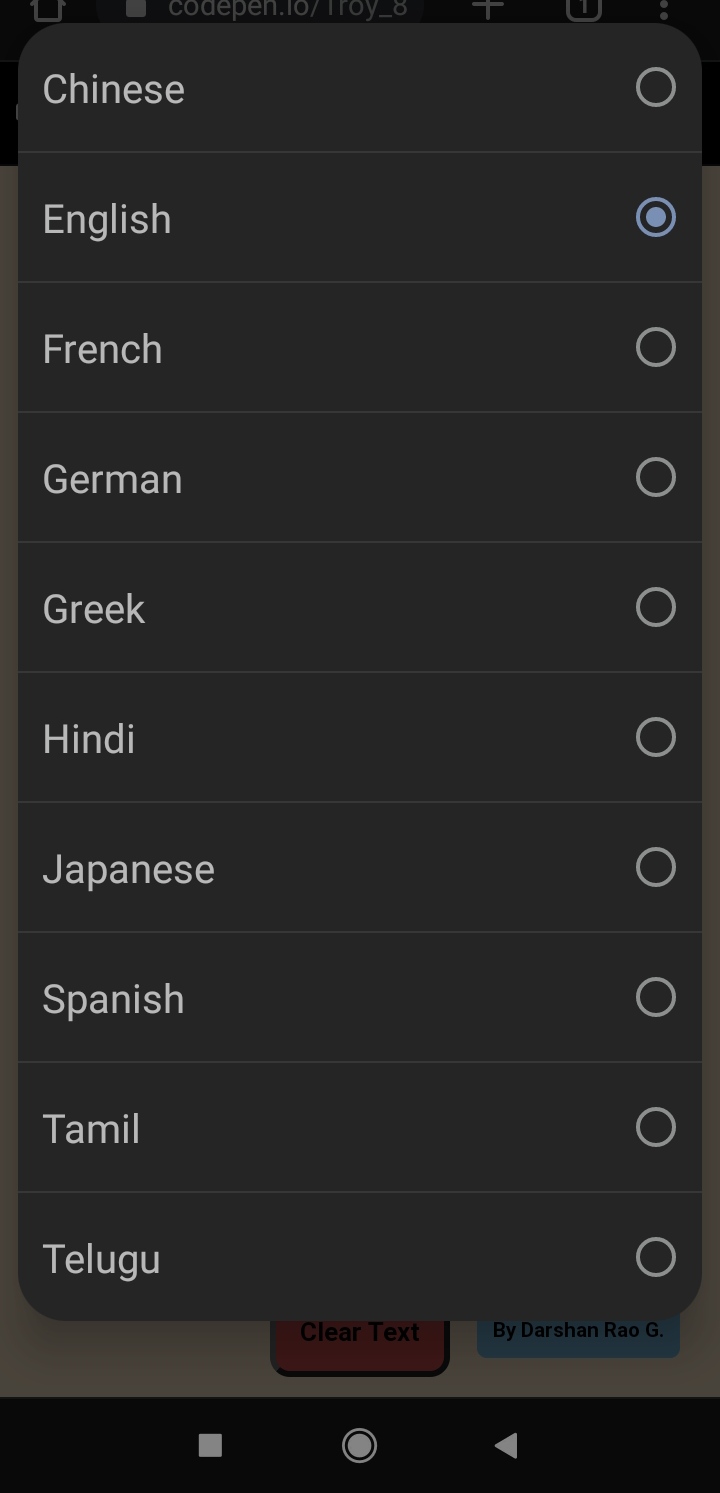 codepen.io/Troy_8
1
Chinese
English
French
German
Greek
Hindi
Japanese
Spanish
Tamil
Telugu
Clear Text
By Darshan Rao G.